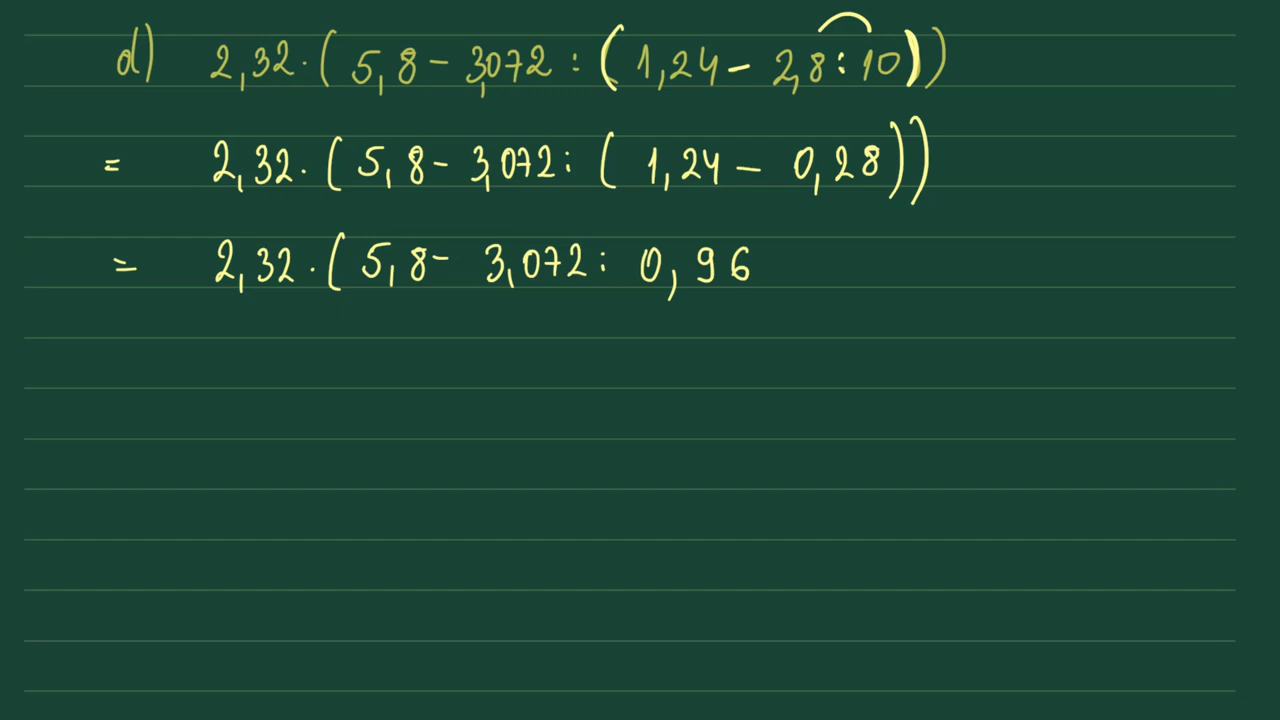 d) 2,32·(5,8 - 3,072 : (1,24 - 2,8 : 10))
= 2,32·(5,8 - 3,072 : (1,24 - 0,28))
= 2,32·(5,8 - 3,072 : 0,96